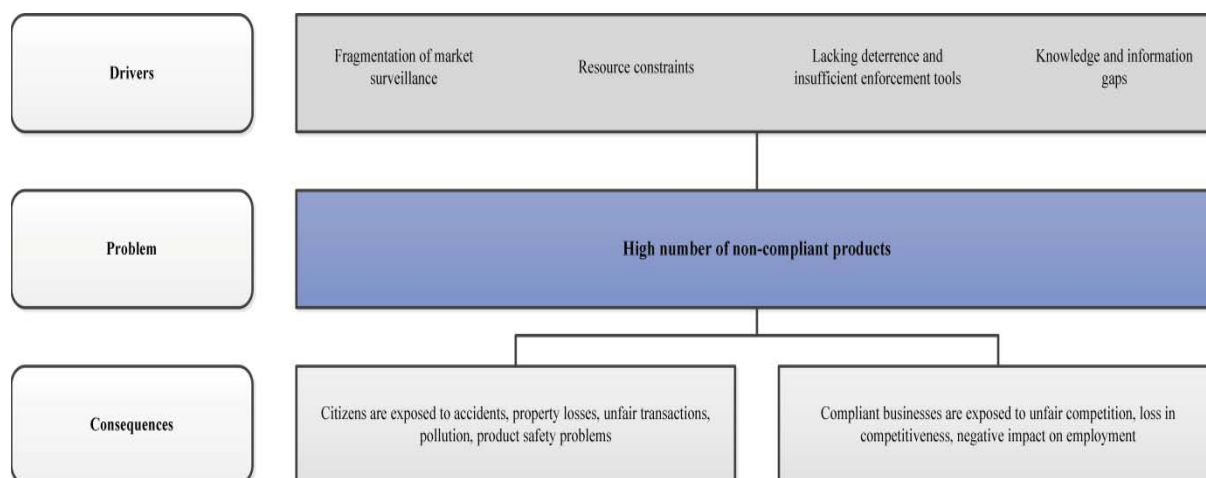 Drivers
Fragmentation of market
surveillance
Resource constraints
Lacking deterrence and
insufficient enforcement tools
Knowledge and information
gaps
Problem
High number of non-compliant products
Consequences
Citizens are exposed to accidents, property losses, unfair transactions,
pollution, product safety problems
Compliant businesses are exposed to unfair competition, loss in
competitiveness, negative impact on employment